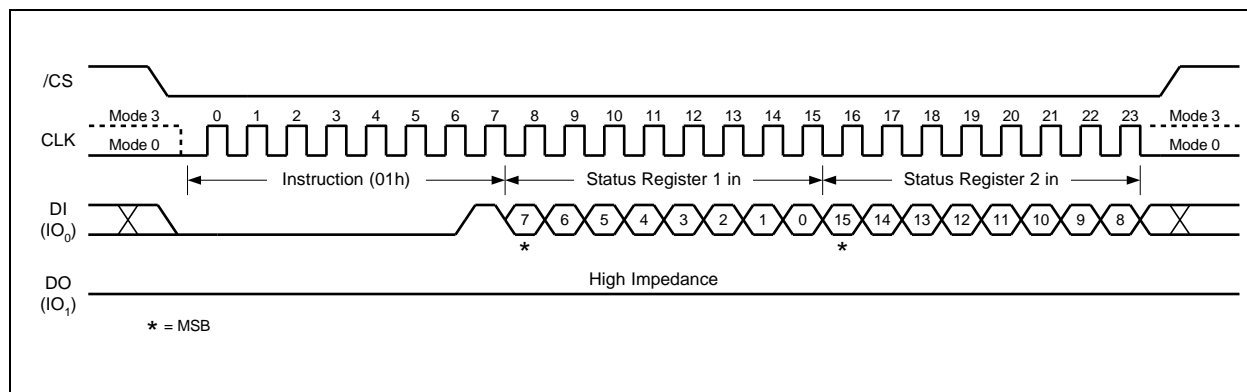 /CS
Mode 3 0 1 2 3 4 5 6 7 8 9 10 11 12 13 14 15 16 17 18 19 20 21 22 23 Mode 3
CLK
Mode 0 Mode 0
Instruction (01h) Status Register 1 in Status Register 2 in
DI
(IO0)
7 6 5 4 3 2 1 0 15 14 13 12 11 10 9 8
* *
High Impedance
DO
(IO1)
* = MSB